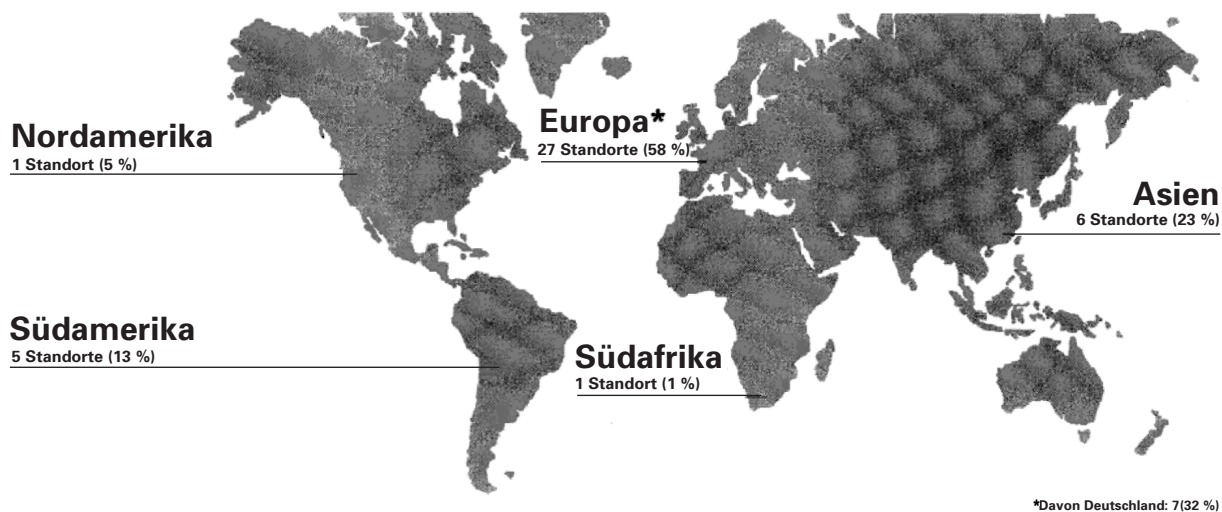 Nordamerika
1 Standort (5 %)
Europa*
27 Standorte (58 %)
Asien
6 Standorte (23 %)
Südamerika
5 Standorte (13 %)
Südafrika
1 Standort (1 %)
*Davon Deutschland: 7(32 %)